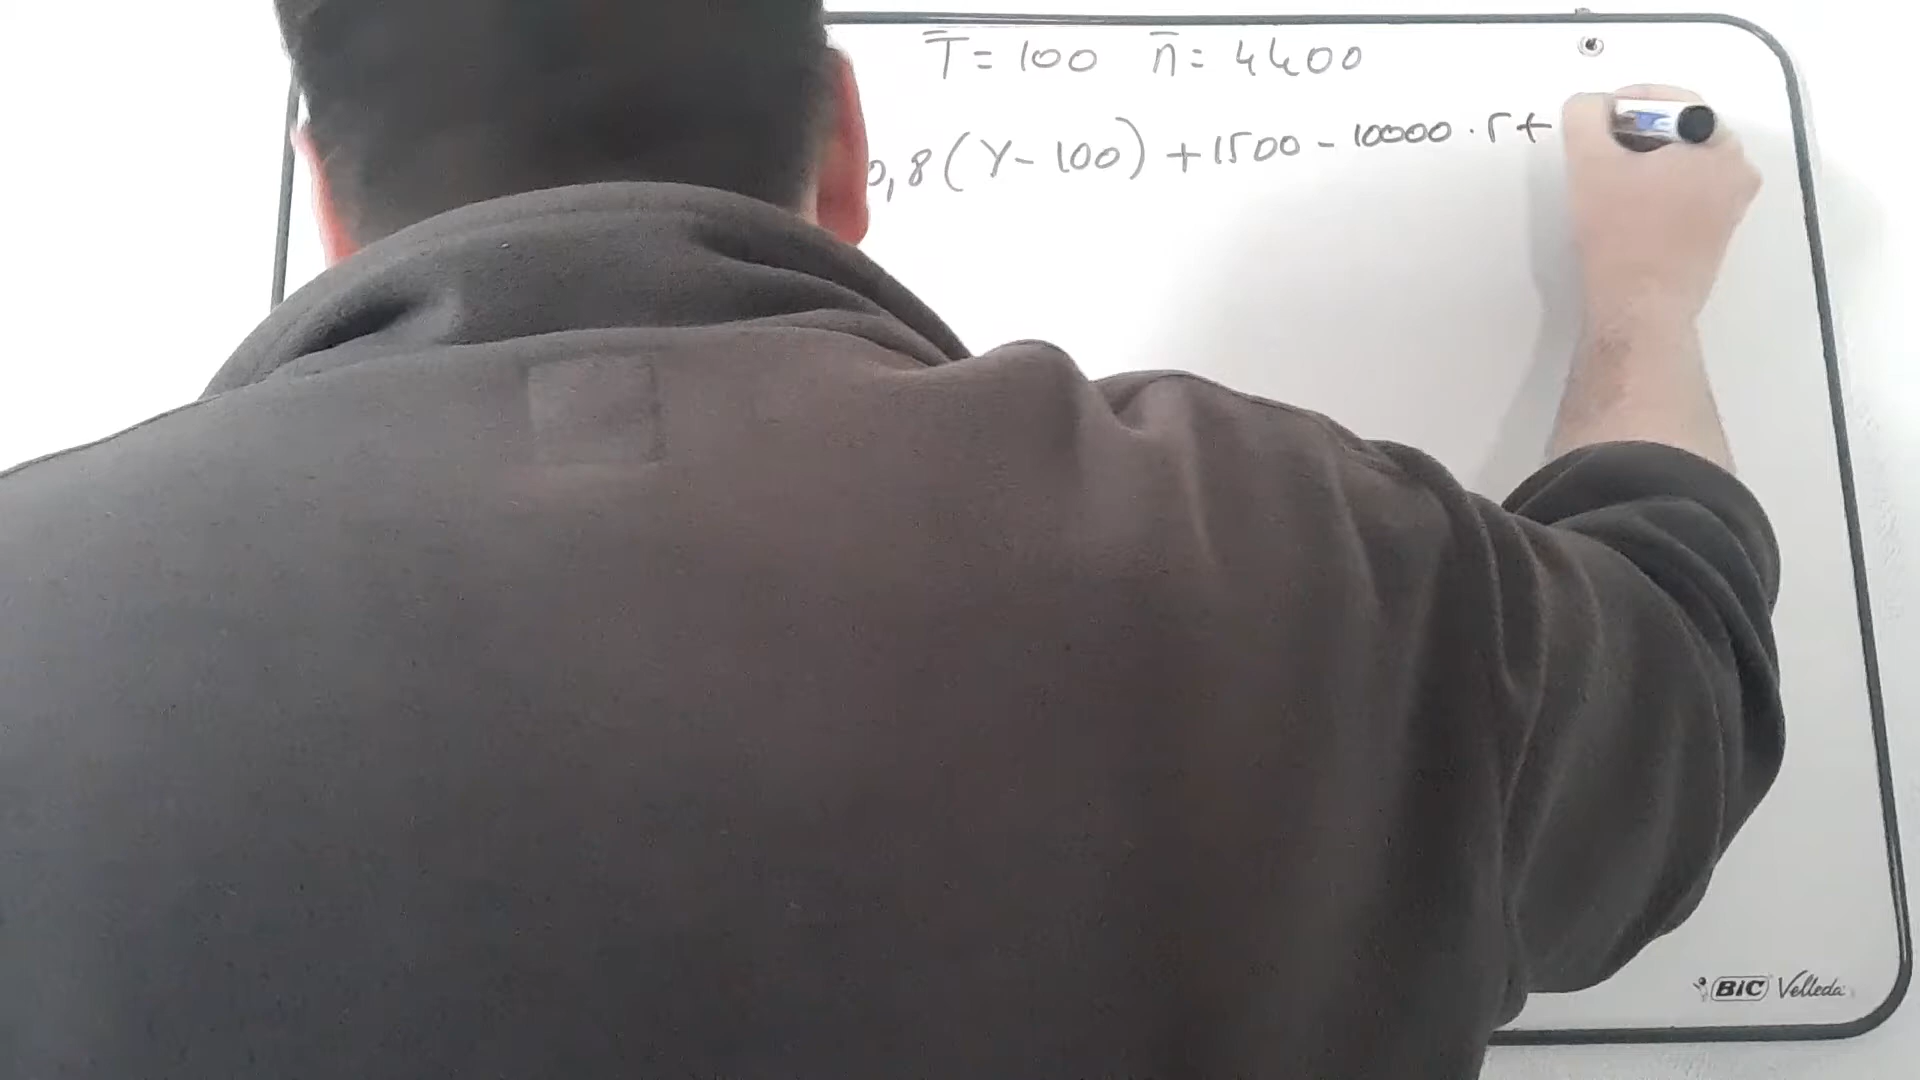 T̅ = 100 n̅ = 4400
0,8 (Y - 100) + 1500 - 10000 · r +
BIC Velleda